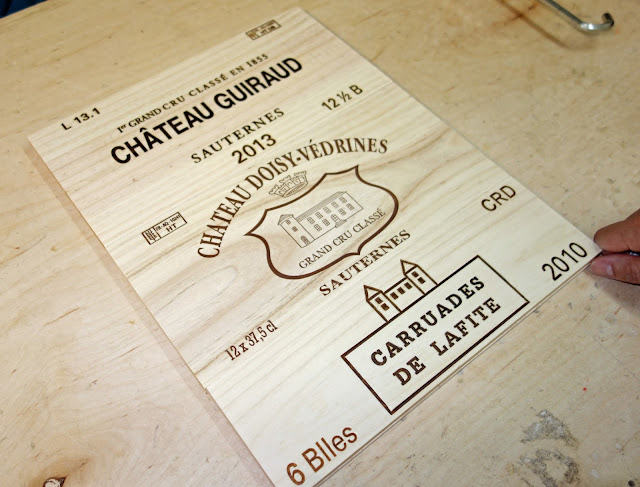 L 13.1
1er GRAND CRU CLASSÉ EN 1855
CHÂTEAU GUIRAUD
SAUTERNES
12 ½ B
2013
CHATEAU DOISY-VÉDRINES
HT
GRAND CRU CLASSÉ
SAUTERNES
CRD
12 x 37,5 cl
2010
CARRUADES
DE LAFITE
6 Blles